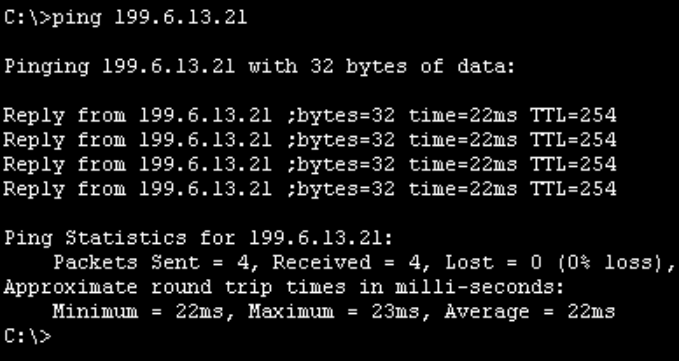 C:\>ping 199.6.13.21
Pinging 199.6.13.21 with 32 bytes of data:
Reply from 199.6.13.21 ;bytes=32 time=22ms TTL=254
Reply from 199.6.13.21 ;bytes=32 time=22ms TTL=254
Reply from 199.6.13.21 ;bytes=32 time=22ms TTL=254
Reply from 199.6.13.21 ;bytes=32 time=22ms TTL=254
Ping Statistics for 199.6.13.21:
Packets Sent = 4, Received = 4, Lost = 0 (0% loss),
Approximate round trip times in milli-seconds:
Minimum = 22ms, Maximum = 23ms, Average = 22ms
C:\>